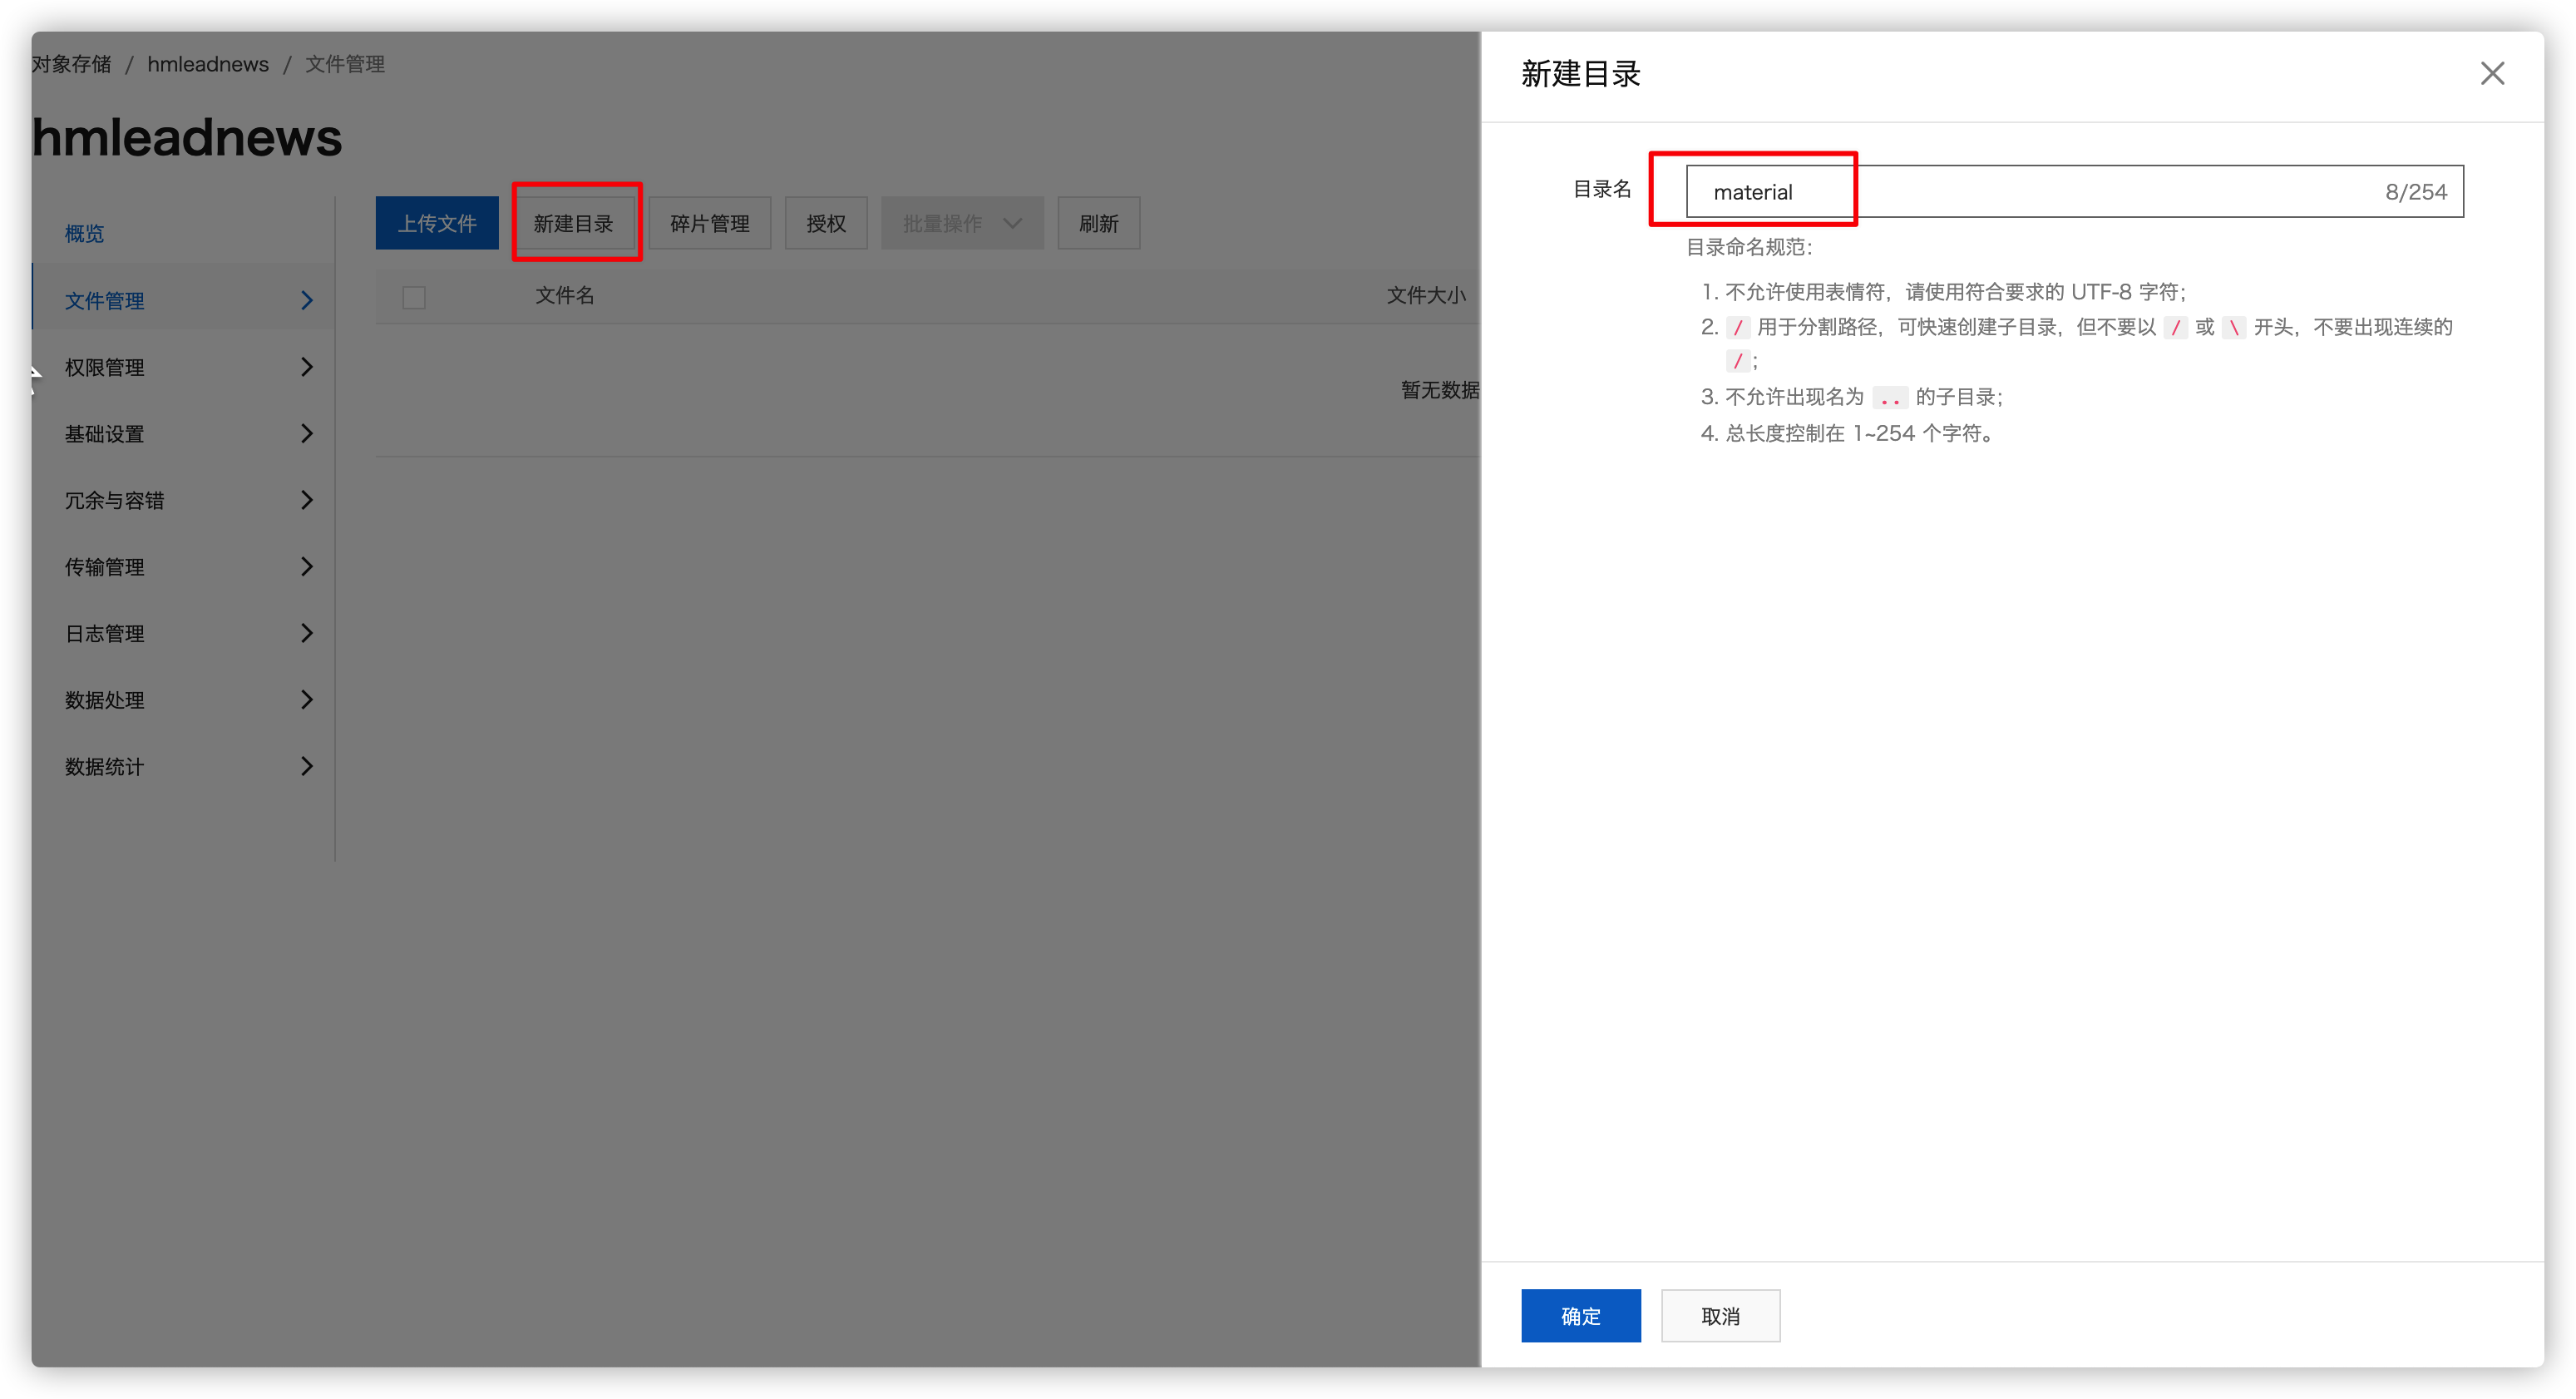 对象存储 / hmleadnews / 文件管理
hmleadnews
概览
文件管理
权限管理
基础设置
冗余与容错
传输管理
日志管理
数据处理
数据统计
上传文件 新建目录 碎片管理 授权 批量操作 刷新
文件名 文件大小
暂无数据
新建目录
目录名 material 8/254
目录命名规范：
1. 不允许使用表情符，请使用符合要求的 UTF-8 字符；
2. / 用于分割路径，可快速创建子目录，但不要以 / 或 \ 开头，不要出现连续的
/ ；
3. 不允许出现名为 .. 的子目录；
4. 总长度控制在 1~254 个字符。
确定 取消